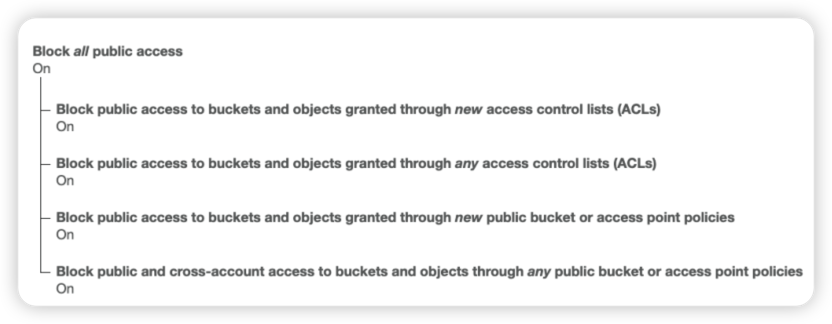 Block all public access
On
Block public access to buckets and objects granted through new access control lists (ACLs)
On
Block public access to buckets and objects granted through any access control lists (ACLs)
On
Block public access to buckets and objects granted through new public bucket or access point policies
On
Block public and cross-account access to buckets and objects through any public bucket or access point policies
On